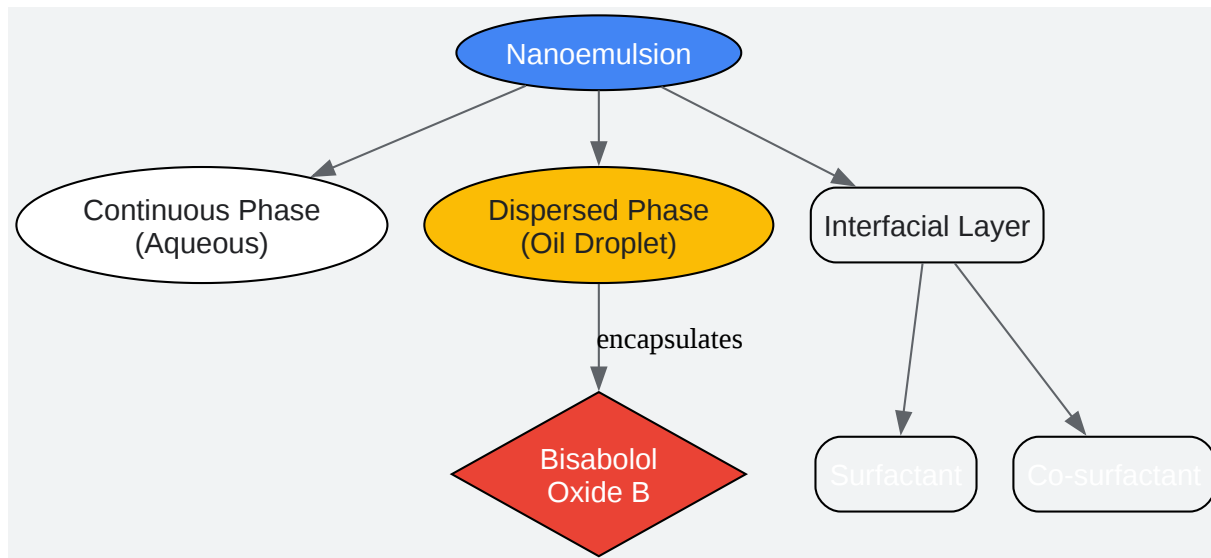 Nanoemulsion
Continuous Phase
(Aqueous)
Dispersed Phase
(Oil Droplet)
Interfacial Layer
encapsulates
Bisabolol
Oxide B
Surfactant
Co-surfactant